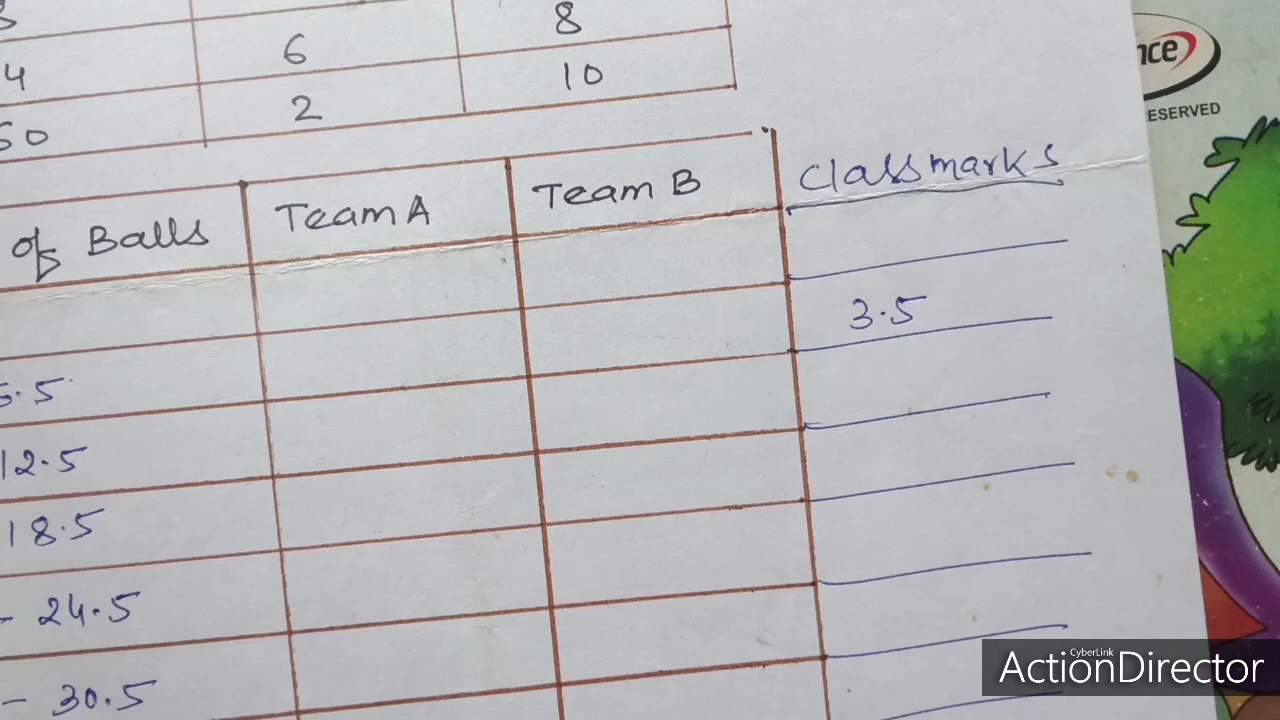 8
4 6 10
50 2
of Balls Team A Team B Classmarks
3.5
5.5
12.5
18.5
- 24.5
- 30.5
nce
ESERVED
CyberLink
ActionDirector